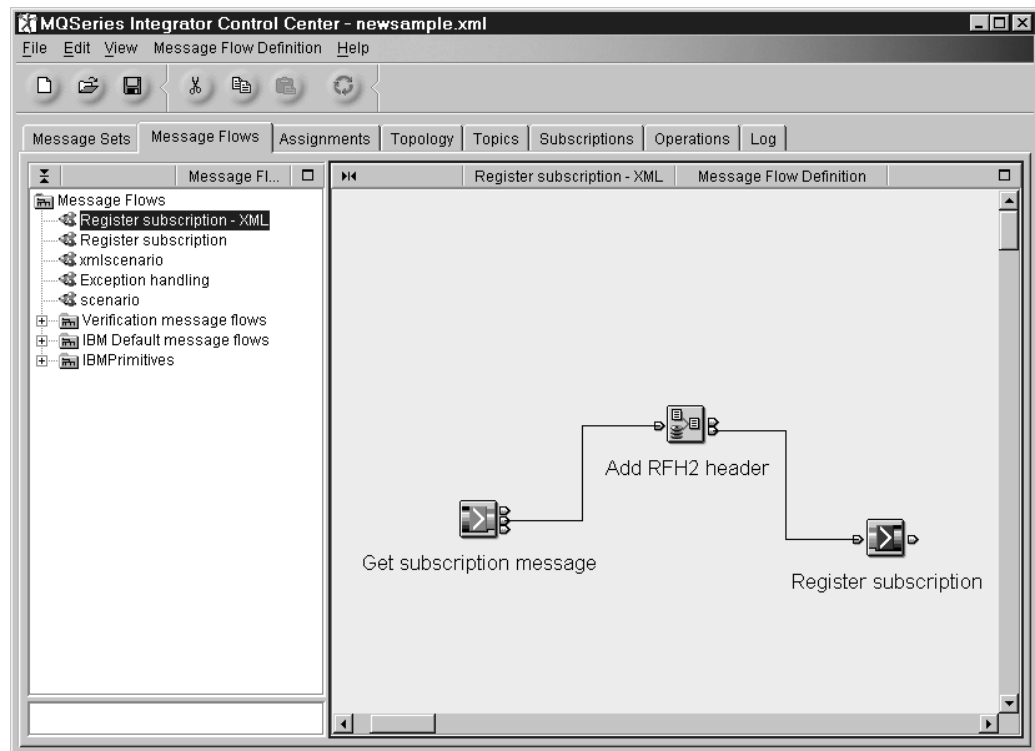 MQSeries Integrator Control Center - newsample.xml
File Edit View Message Flow Definition Help
Message Sets Message Flows Assignments Topology Topics Subscriptions Operations Log
Message Fl...
Register subscription - XML Message Flow Definition
Message Flows
Register subscription - XML
Register subscription
xmlscenario
Exception handling
scenario
Verification message flows
IBM Default message flows
IBMPrimitives
Add RFH2 header
Get subscription message
Register subscription